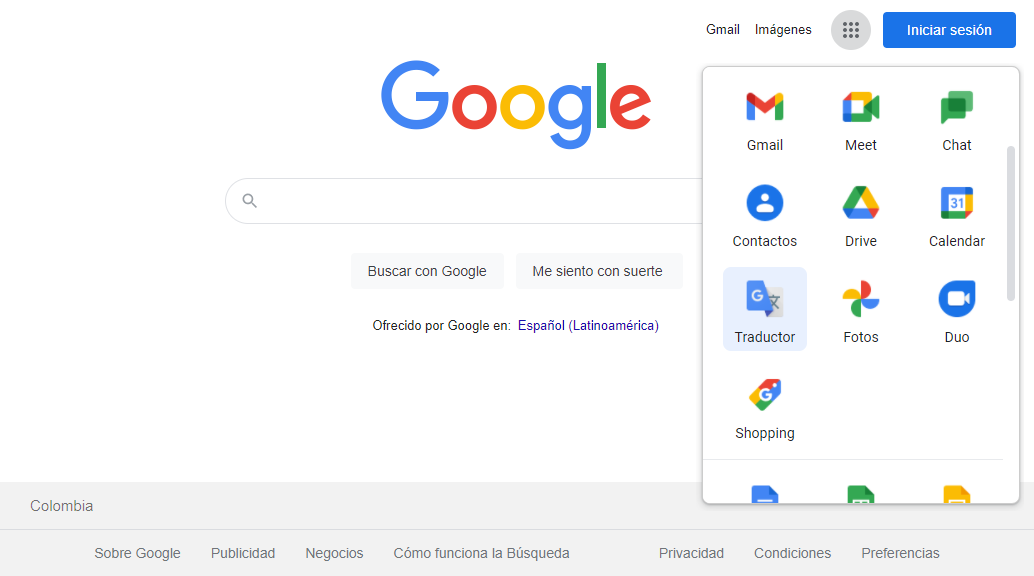 Gmail Imágenes Iniciar sesión
Google
Gmail Meet Chat
31
Contactos Drive Calendar
G 文
Traductor Fotos Duo
G
Shopping
Buscar con Google Me siento con suerte
Ofrecido por Google en: Español (Latinoamérica)
Colombia
Sobre Google Publicidad Negocios Cómo funciona la Búsqueda Privacidad Condiciones Preferencias